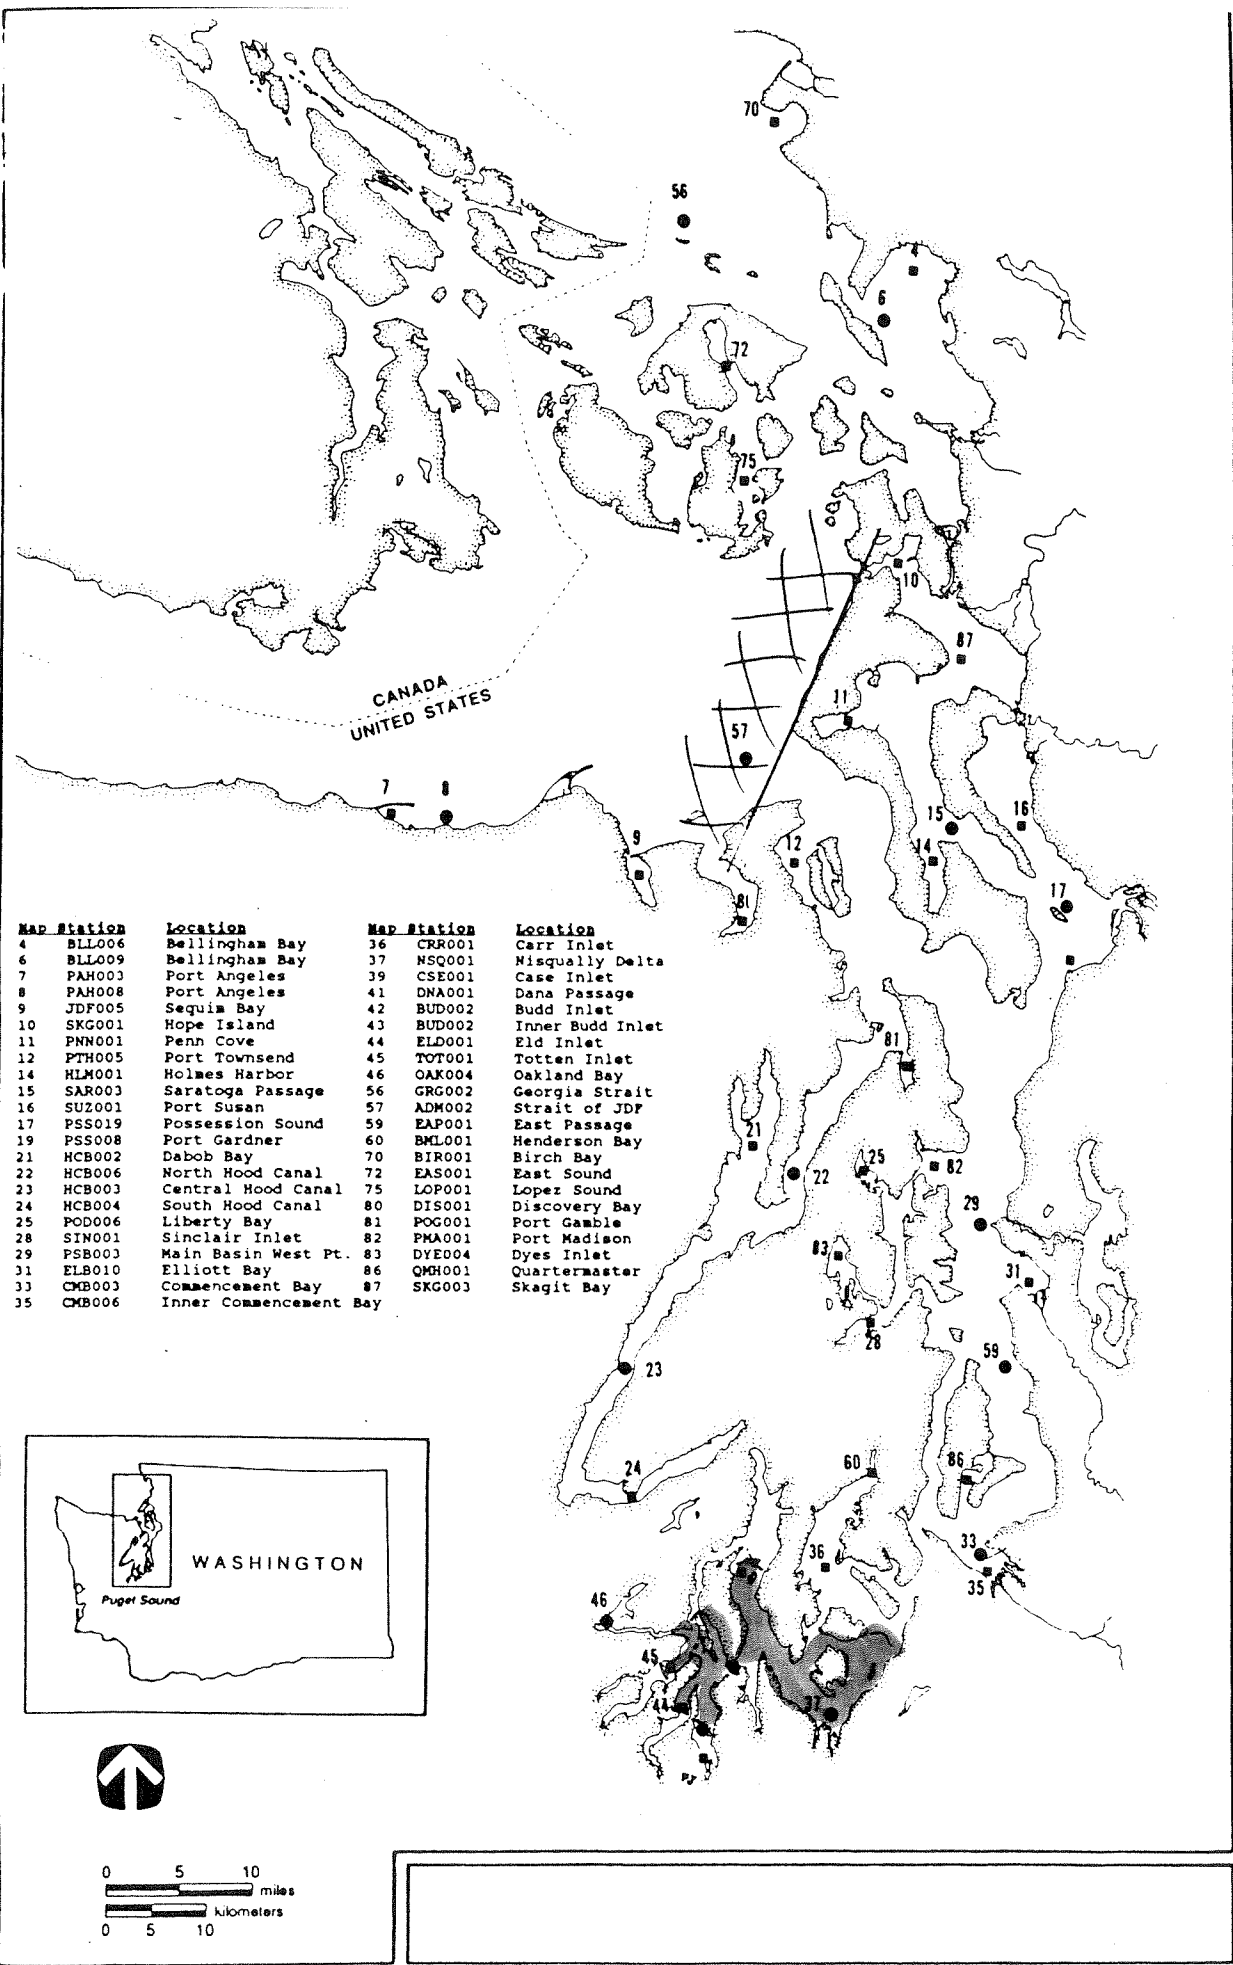 70
56
4
6
72
75
10
87
CANADA
UNITED STATES
11
57
7
8
15
16
9
12
14
17
81
Map Station Location Map Station Location
4 BLL006 Bellingham Bay 36 CRR001 Carr Inlet
6 BLL009 Bellingham Bay 37 NSQ001 Nisqually Delta
7 PAH003 Port Angeles 39 CSE001 Case Inlet
8 PAH008 Port Angeles 41 DNA001 Dana Passage
9 JDF005 Sequim Bay 42 BUD002 Budd Inlet
10 SKG001 Hope Island 43 BUD002 Inner Budd Inlet
11 PNN001 Penn Cove 44 ELD001 Eld Inlet
12 PTH005 Port Townsend 45 TOT001 Totten Inlet
14 HLM001 Holmes Harbor 46 OAK004 Oakland Bay
15 SAR003 Saratoga Passage 56 GRG002 Georgia Strait
16 SUZ001 Port Susan 57 ADM002 Strait of JDF
17 PSS019 Possession Sound 59 EAP001 East Passage
19 PSS008 Port Gardner 60 BML001 Henderson Bay
21 HCB002 Dabob Bay 70 BIR001 Birch Bay
22 HCB006 North Hood Canal 72 EAS001 East Sound
23 HCB003 Central Hood Canal 75 LOP001 Lopez Sound
24 HCB004 South Hood Canal 80 DIS001 Discovery Bay
25 POD006 Liberty Bay 81 POG001 Port Gamble
28 SIN001 Sinclair Inlet 82 PMA001 Port Madison
29 PSB003 Main Basin West Pt. 83 DYE004 Dyes Inlet
31 ELB010 Elliott Bay 86 QMH001 Quartermaster
33 CMB003 Commencement Bay 87 SKG003 Skagit Bay
35 CMB006 Inner Commencement Bay
81
21
22
25
82
29
83
31
28
23
59
24
60
86
33
36
35
46
45
44
37
WASHINGTON
Puget Sound
0 5 10
miles
kilometers
0 5 10